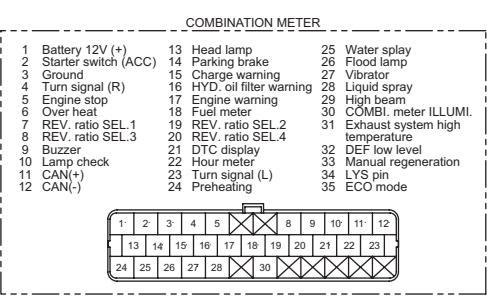 COMBINATION METER
1 Battery 12V (+)
2 Starter switch (ACC)
3 Ground
4 Turn signal (R)
5 Engine stop
6 Over heat
7 REV. ratio SEL.1
8 REV. ratio SEL.3
9 Buzzer
10 Lamp check
11 CAN(+)
12 CAN(-)
13 Head lamp
14 Parking brake
15 Charge warning
16 HYD. oil filter warning
17 Engine warning
18 Fuel meter
19 REV. ratio SEL.2
20 REV. ratio SEL.4
21 DTC display
22 Hour meter
23 Turn signal (L)
24 Preheating
25 Water splay
26 Flood lamp
27 Vibrator
28 Liquid spray
29 High beam
30 COMBI. meter ILLUMI.
31 Exhaust system high
temperature
32 DEF low level
33 Manual regeneration
34 LYS pin
35 ECO mode
1 2 3 4 5 8 9 10 11 12
13 14 15 16 17 18 19 20 21 22 23
24 25 26 27 28 30